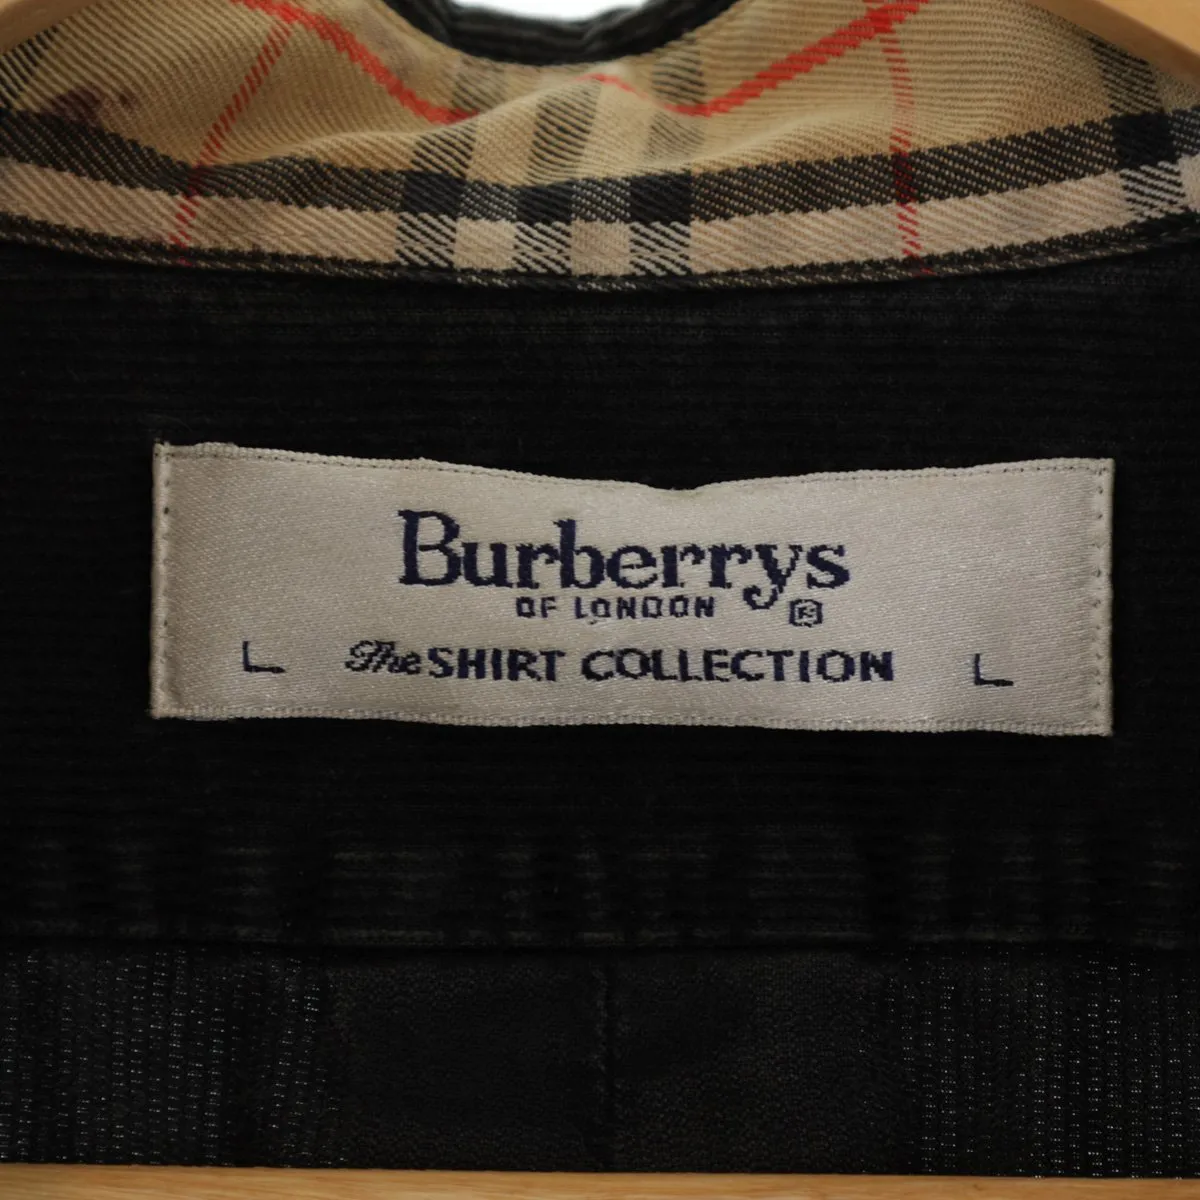 Burberrys
OF LONDON ®
L The SHIRT COLLECTION L